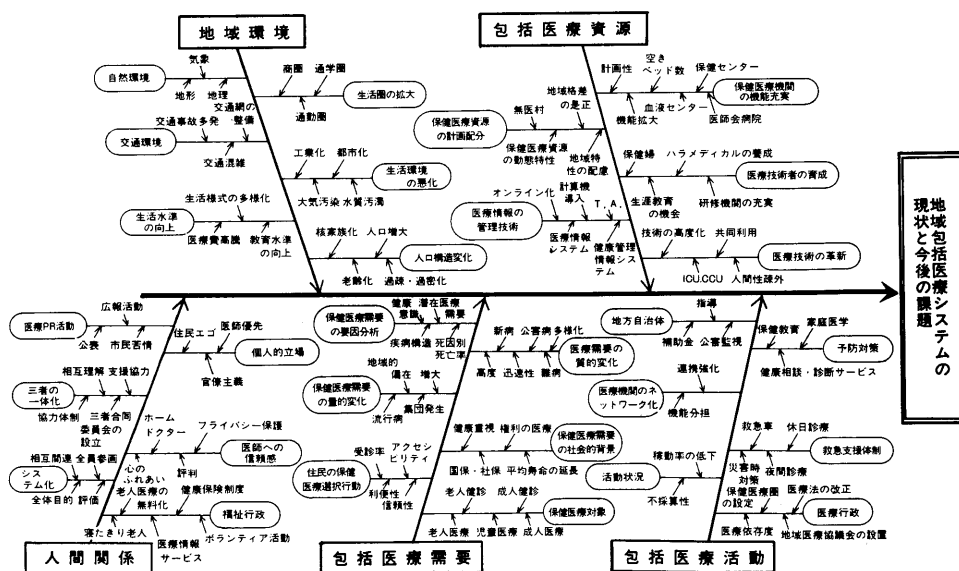 地域環境
包括医療資源
自然環境
気象
地形
地理
商圏
通学圏
通勤圏
生活圏の拡大
交通環境
交通事故多発
交通網の
整備
交通混雑
工業化
都市化
大気汚染
水質汚濁
生活環境
の悪化
生活水準
の向上
生活様式の多様化
医療費高騰
教育水準
の向上
核家族化
人口増大
老齢化
過疎・過密化
人口構造変化
保健医療資源
の計画配分
無医村
地域格差
の是正
保健医療資源
の動態特性
地域特
性の配慮
計画性
空き
ベッド数
保健センター
機能拡大
血液センター
医師会病院
保健医療機関
の機能充実
医療情報の
管理技術
オンライン化
計算機
導入
T.A.
医療情報
システム
健康管理
情報シス
テム
保健婦
ハラメディカルの養成
生涯教育
の機会
研修機関の充実
医療技術者の育成
技術の高度化
共同利用
ICU.CCU
人間性疎外
医療技術の革新
地域包括医療システムの
現状と今後の課題
医療PR活動
広報活動
公襲
市民苦情
住民エゴ
医師優先
官僚主義
個人的立場
三者の
一体化
相互理解
支援協力
協力体制
三者合同
委員会の
設立
ホーム
ドクター
プライバシー保護
心の
ふれあい
評判
医師への
信頼感
シス
テム化
相互関連
全員参画
全体目的
評価
老人医療の
無料化
健康保険制度
寝たきり老人
医療情報
サービス
ボランティア活動
福祉行政
保健医療需要
の要因分析
健康
意識
潜在医療
需要
疾病構造
死因別
死亡率
新病
公害病
多様化
高度
迅速性
難病
医療需要の
質的変化
保健医療需要
の量的変化
地域的
偏在
増大
流行病
集団発生
健康重視
権利の医療
国保・社保
平均寿命の延長
保健医療需要
の社会的背景
住民の保健
医療選択行動
受診率
アクセシ
ビリティ
利便性
信頼性
老人健診
成人健診
老人医療
児童医療
成人医療
保健医療対象
地方自治体
指導
補助金
公害監視
保健教育
家庭医学
健康相談・診断サービス
予防対策
医療機関のネ
ットワーク化
連携強化
機能分担
救急車
休日診療
災害時
対策
夜間診療
救急支援体制
活動状況
稼動率の低下
不採算性
保健医療圏
の設定
医療法の改正
医療依存度
地域医療協議会の設置
医療行政
人間関係
包括医療需要
包括医療活動